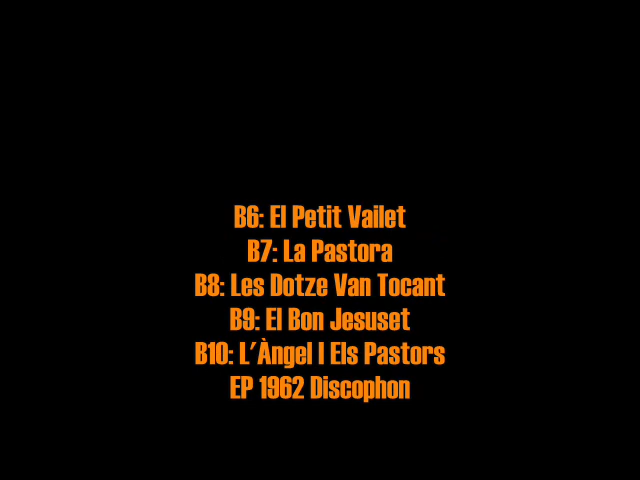 B6: El Petit Vailet
B7: La Pastora
B8: Les Dotze Van Tocant
B9: El Bon Jesuset
B10: L'Àngel I Els Pastors
EP 1962 Discophon